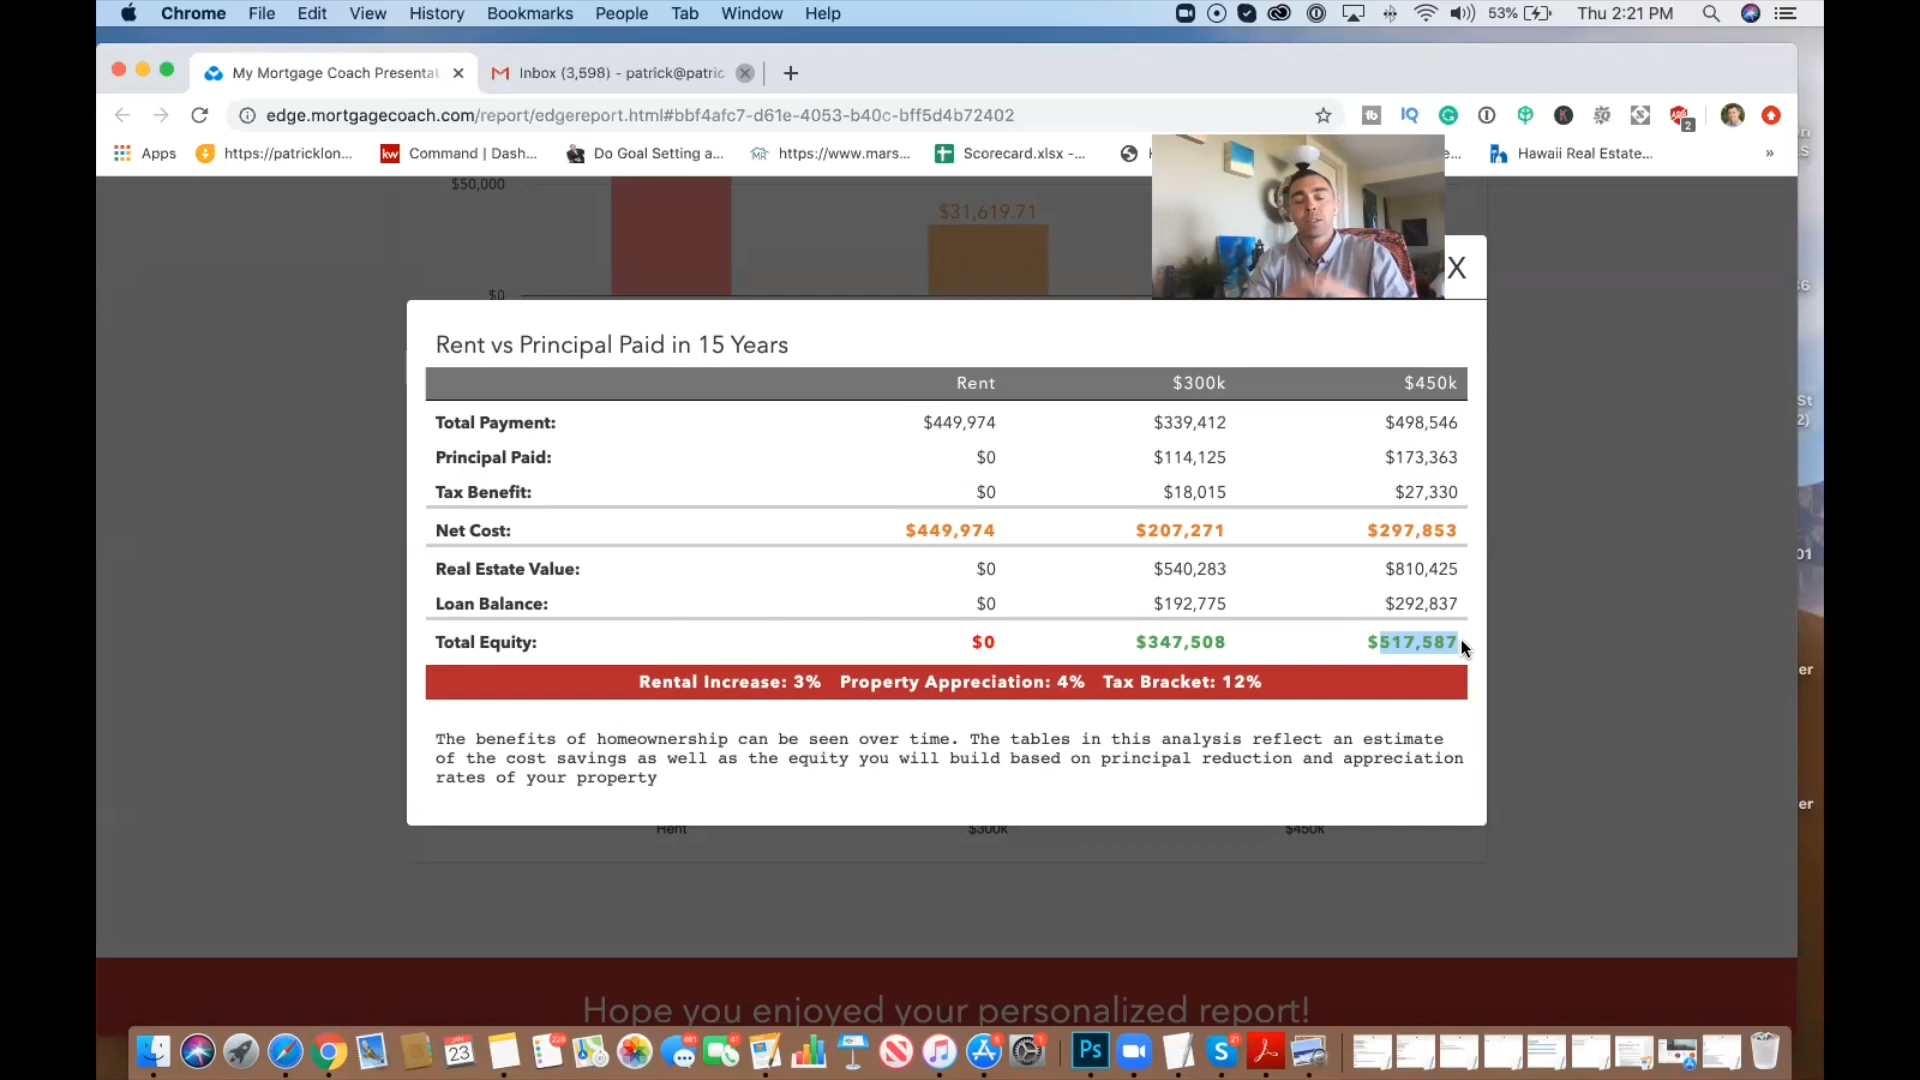 Chrome File Edit View History Bookmarks People Tab Window Help 53% Thu 2:21 PM
My Mortgage Coach Presentat Inbox (3,598) - patrick@patric
edge.mortgagecoach.com/report/edgereport.html#bbf4afc7-d61e-4053-b40c-bff5d4b72402
Apps https://patricklon... Command | Dash... Do Goal Setting a... https://www.mars... Scorecard.xlsx -... Hawaii Real Estate... »
$50,000
$31,619.71
$0
X
Rent vs Principal Paid in 15 Years
Rent $300k $450k
Total Payment: $449,974 $339,412 $498,546
Principal Paid: $0 $114,125 $173,363
Tax Benefit: $0 $18,015 $27,330
Net Cost: $449,974 $207,271 $297,853
Real Estate Value: $0 $540,283 $810,425
Loan Balance: $0 $192,775 $292,837
Total Equity: $0 $347,508 $517,587
Rental Increase: 3% Property Appreciation: 4% Tax Bracket: 12%
The benefits of homeownership can be seen over time. The tables in this analysis reflect an estimate
of the cost savings as well as the equity you will build based on principal reduction and appreciation
rates of your property
Rent $300k $450k
Hope you enjoyed your personalized report!
23 Ps